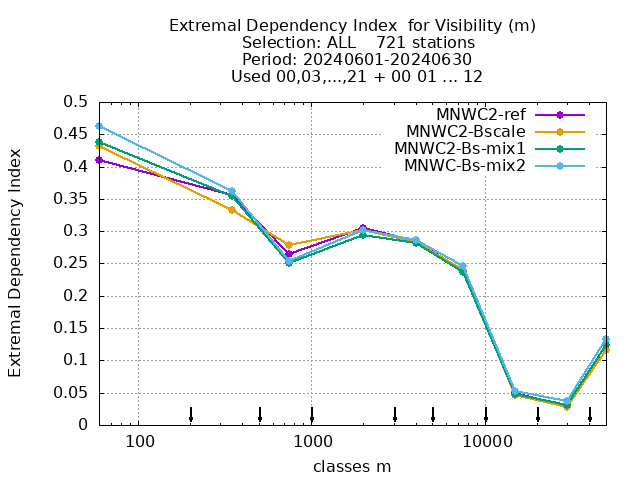 Extremal Dependency Index  for Visibility (m)
Selection: ALL    721 stations
Period: 20240601-20240630
Used 00,03,...,21 + 00 01 ... 12
MNWC2-ref
MNWC2-Bscale
MNWC2-Bs-mix1
MNWC-Bs-mix2
Extremal Dependency Index
0.5
0.45
0.4
0.35
0.3
0.25
0.2
0.15
0.1
0.05
0
100 1000 10000
classes m